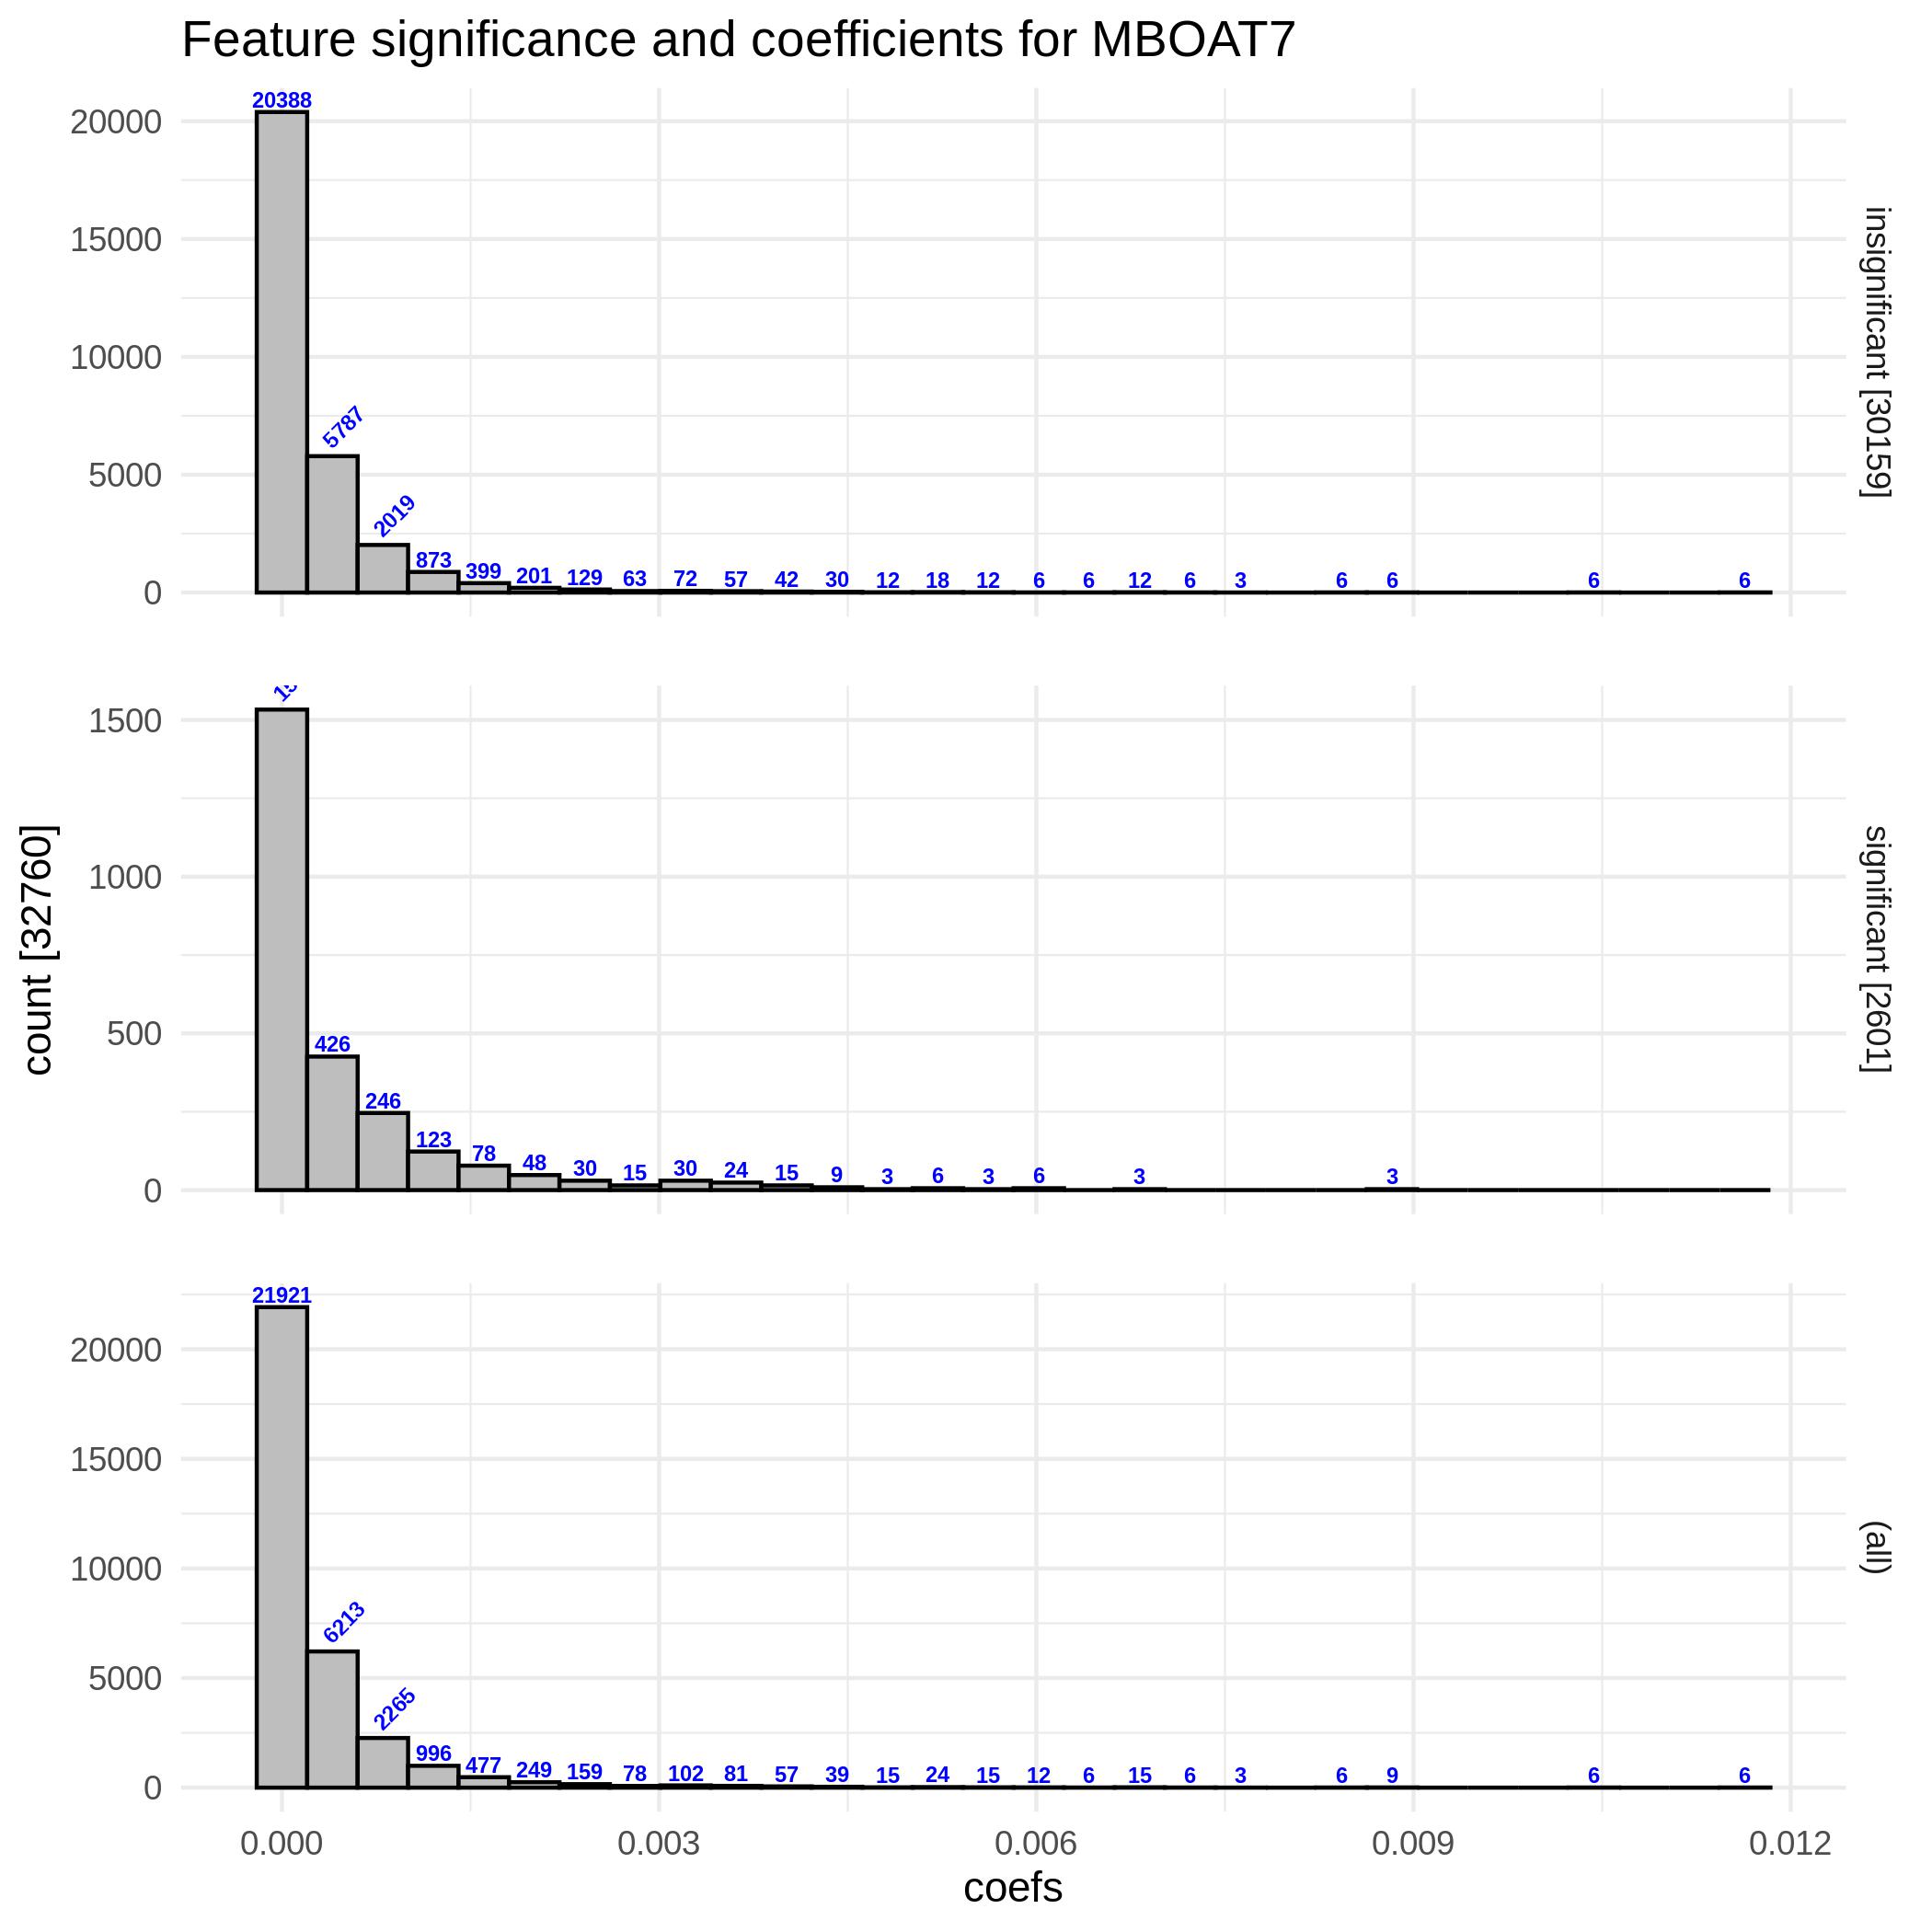 Feature significance and coefficients for MBOAT7
20000
15000
10000
5000
0
20388
5787
2019
873 399 201 129 63 72 57 42 30 12 18 12 6 6 12 6 3 6 6 6 6
insignificant [30159]
count [32760]
1500
1000
500
0
426
246
123
78 48 30 15 30 24 15 9 3 6 3 6 3 3
significant [2601]
20000
15000
10000
5000
0
21921
6213
2265
996 477 249 159 78 102 81 57 39 15 24 15 12 6 15 6 3 6 9 6 6
(all)
0.000 0.003 0.006 0.009 0.012
coefs